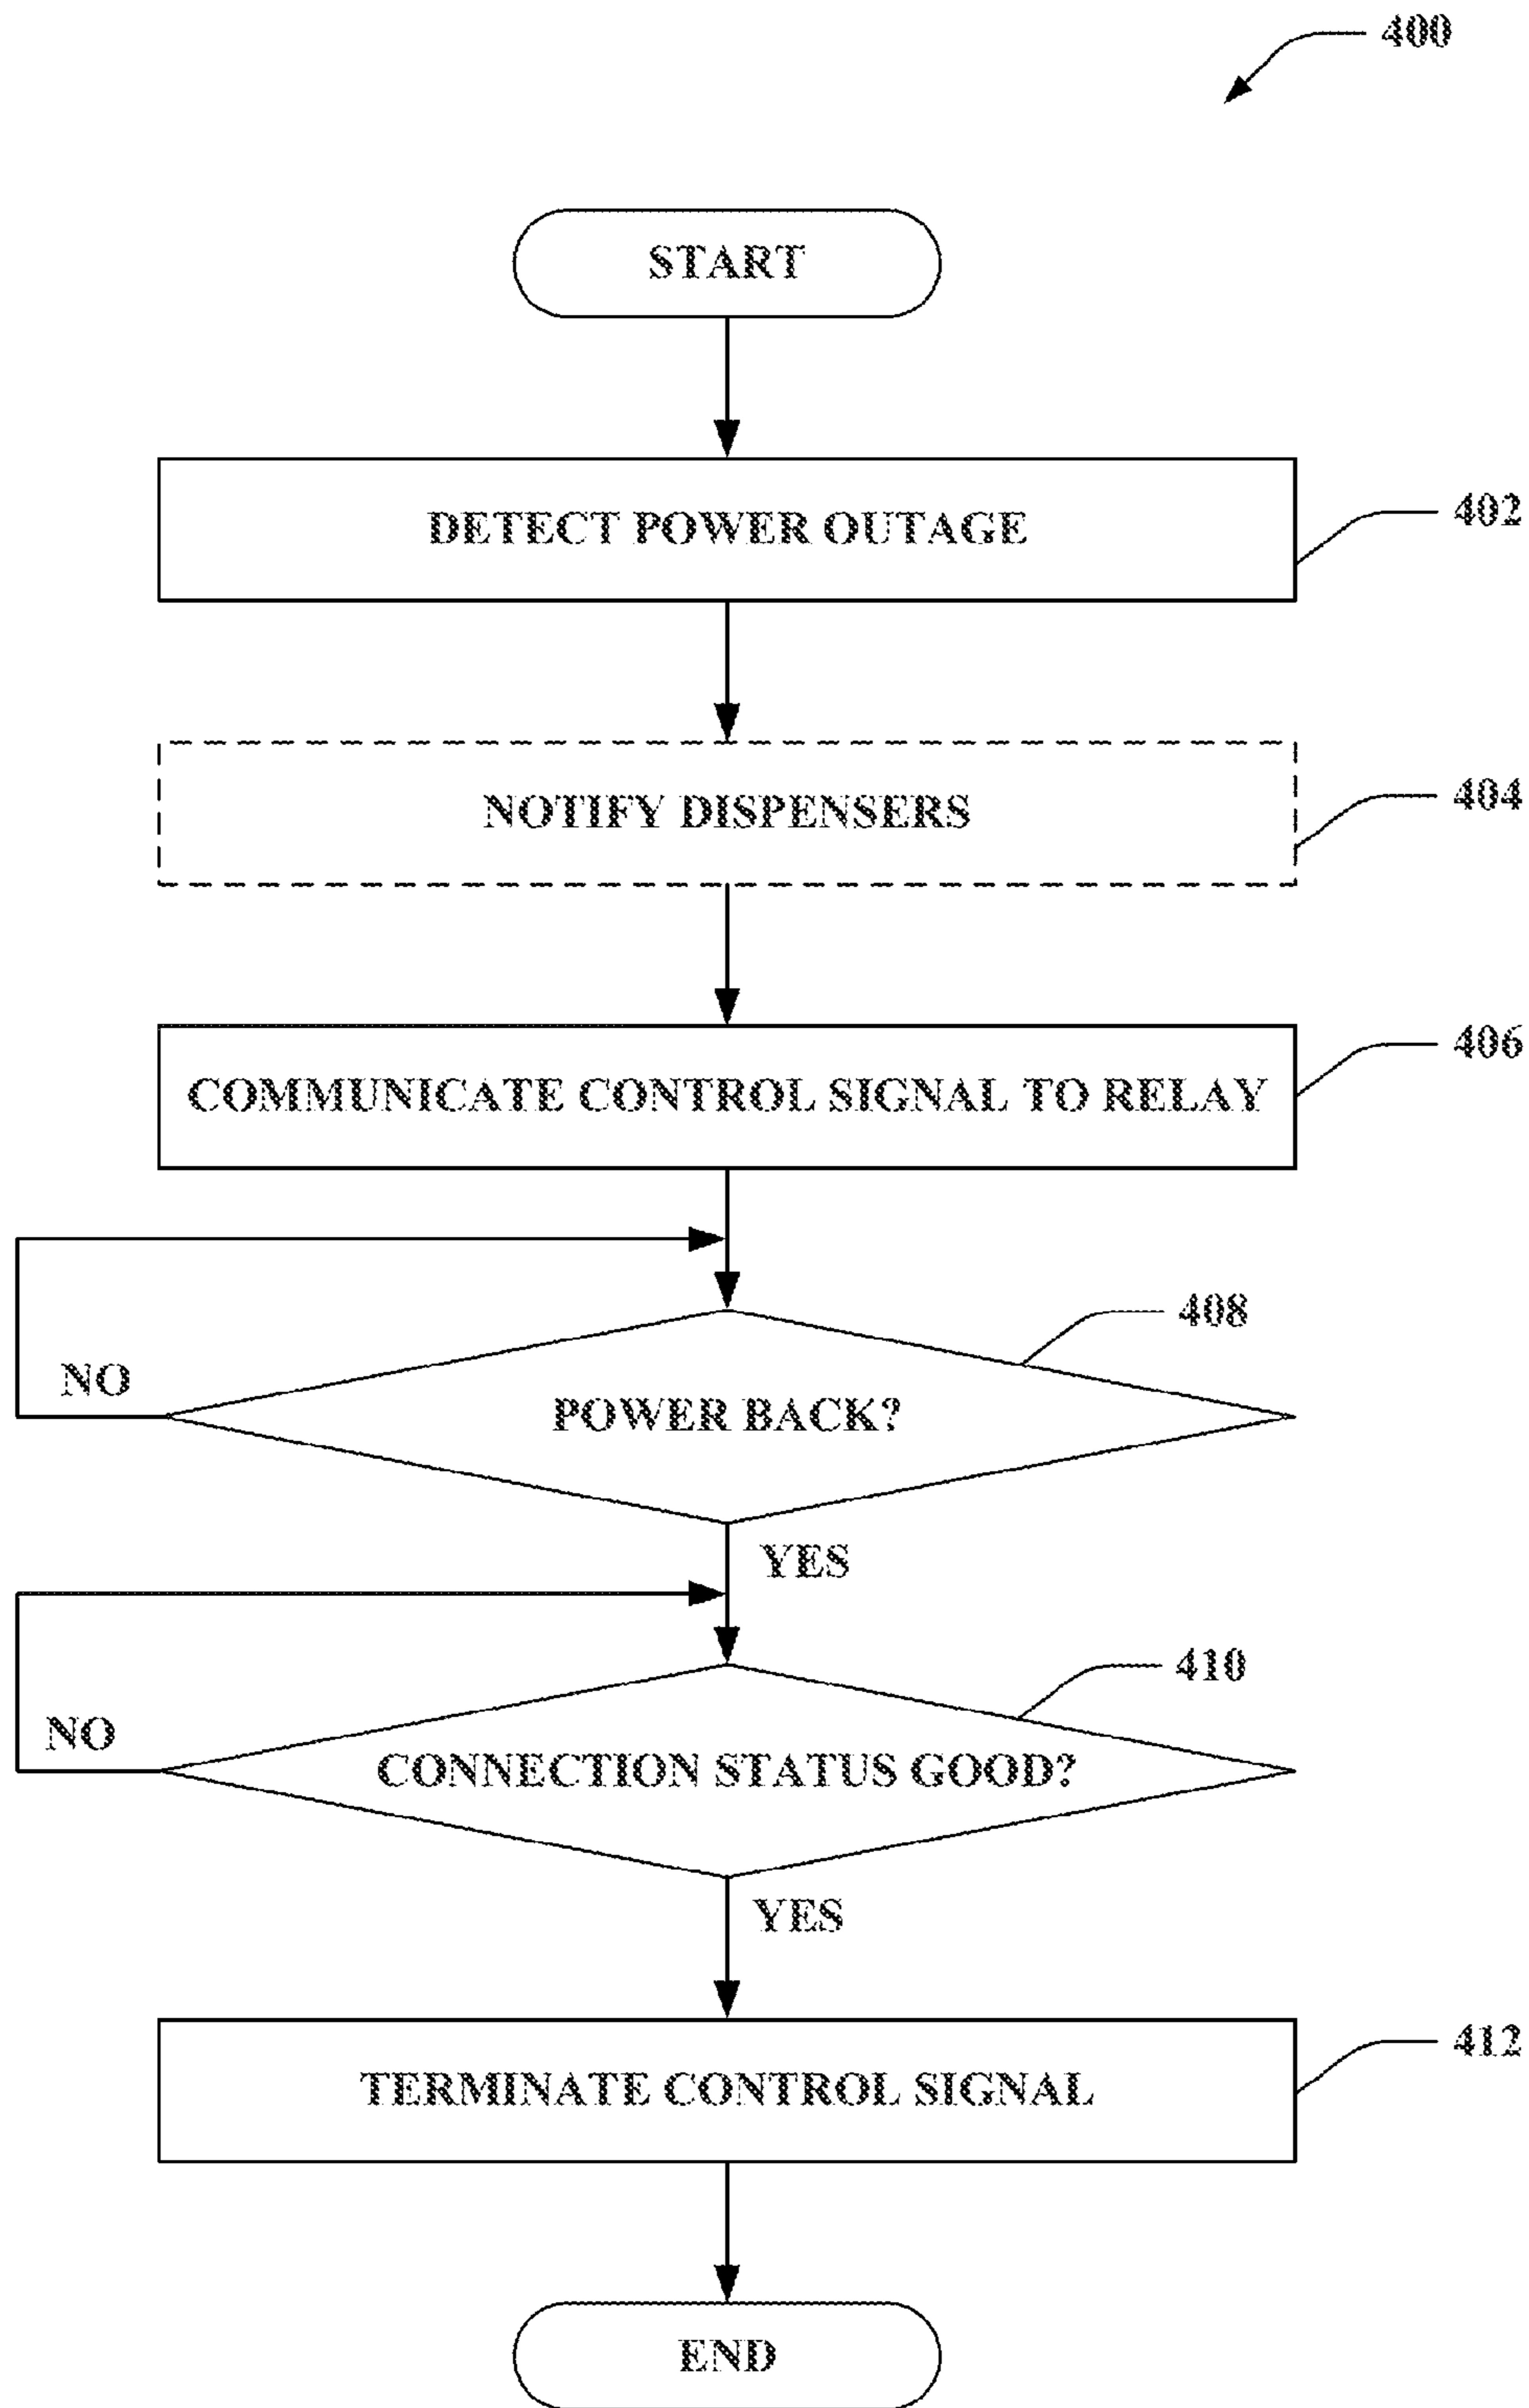 400
START
DETECT POWER OUTAGE
402
NOTIFY DISPENSERS
404
COMMUNICATE CONTROL SIGNAL TO RELAY
406
408
NO
POWER BACK?
YES
410
NO
CONNECTION STATUS GOOD?
YES
TERMINATE CONTROL SIGNAL
412
END